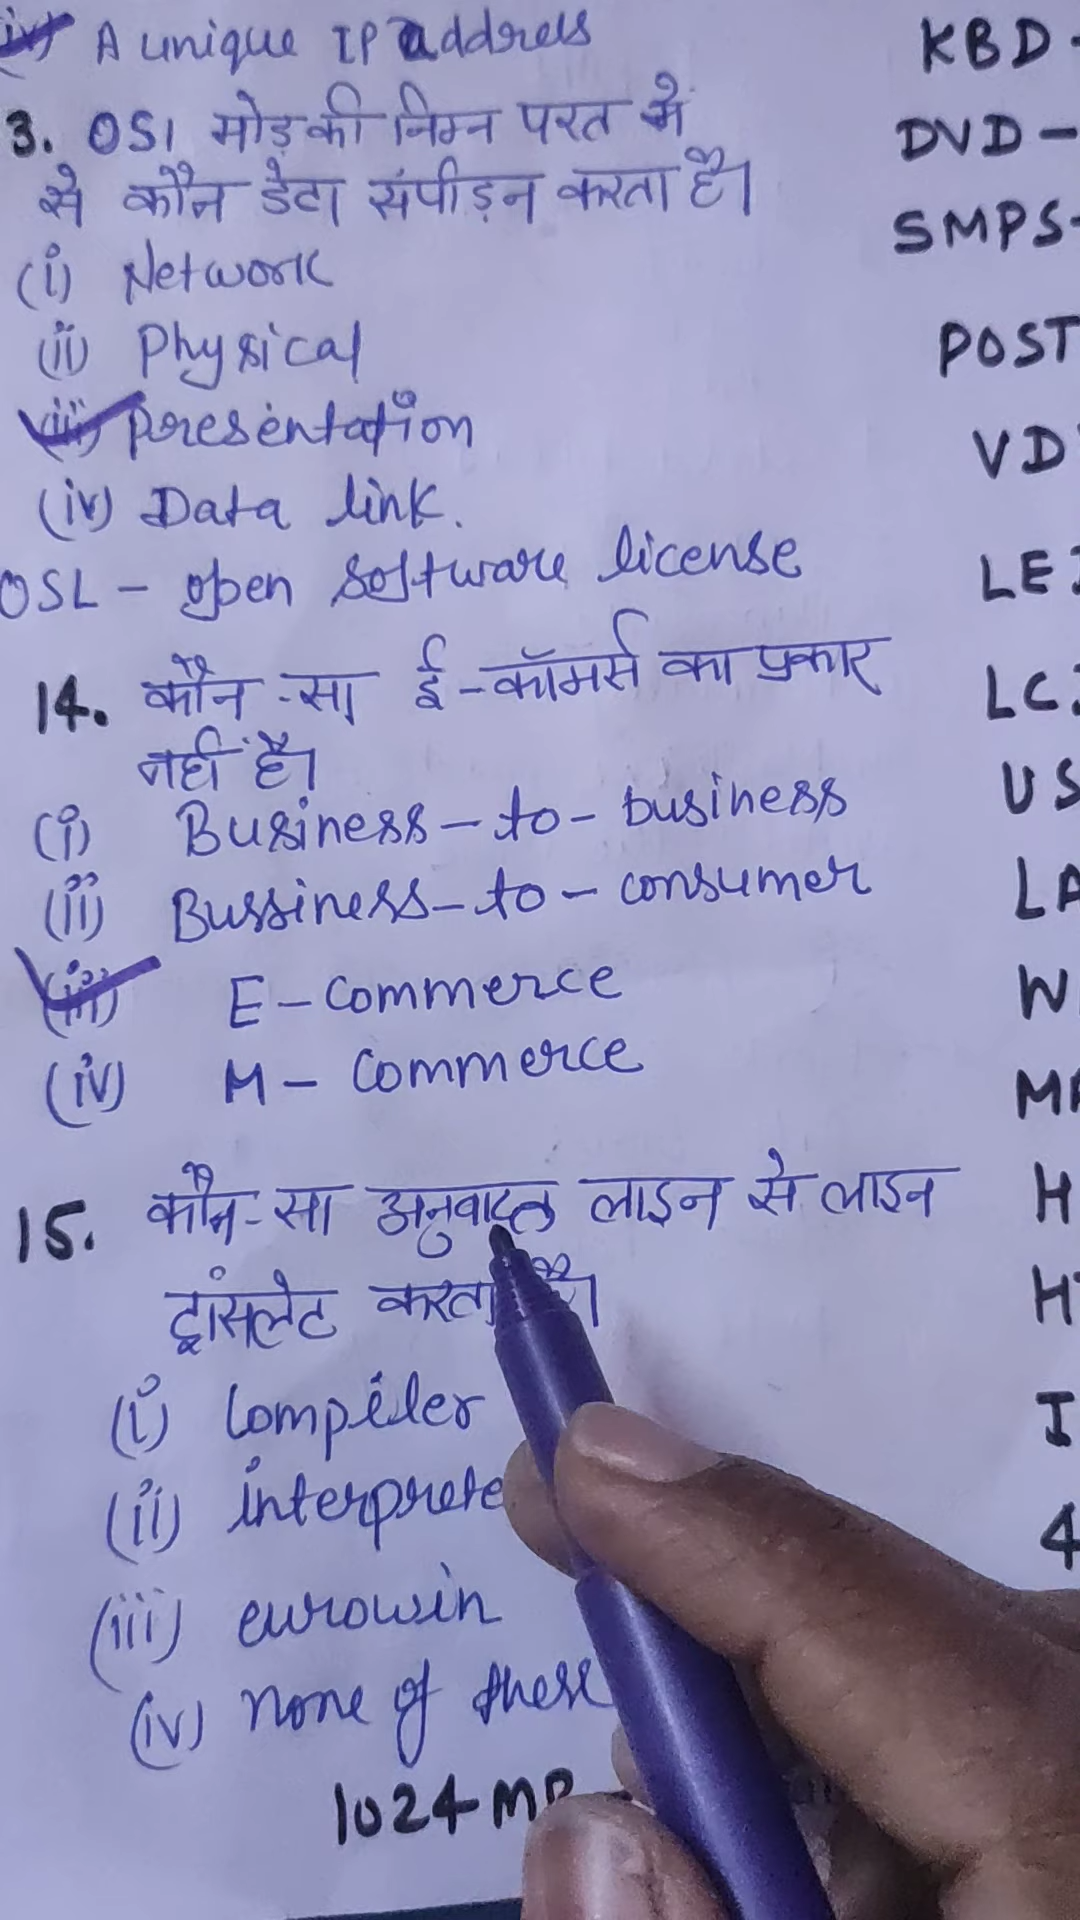 (iv) A unique IP address
3. OSI मोड़की निम्न परत मे
से कौन डेटा संपीड़न करता है।
(i) Network
(ii) Physical
(iii) Presentation
(iv) Data link.
OSL - open software license
14. कौन-सा ई-कॉमर्स का प्रकार
नहीं है।
(i) Business-to-business
(ii) Bussiness-to-consumer
(iii) E-commerce
(iv) M-commerce
15. कौन-सा अनुवादत लाइन से लाइन
ट्रांसलेट करता है।
(i) Compiler
(ii) interprete
(iii) eurowin
(iv) none of these
1024 MB
KBD-
DVD-
SMPS-
POST
VD
LE
LC
US
LA
W
MA
H
H
I
4